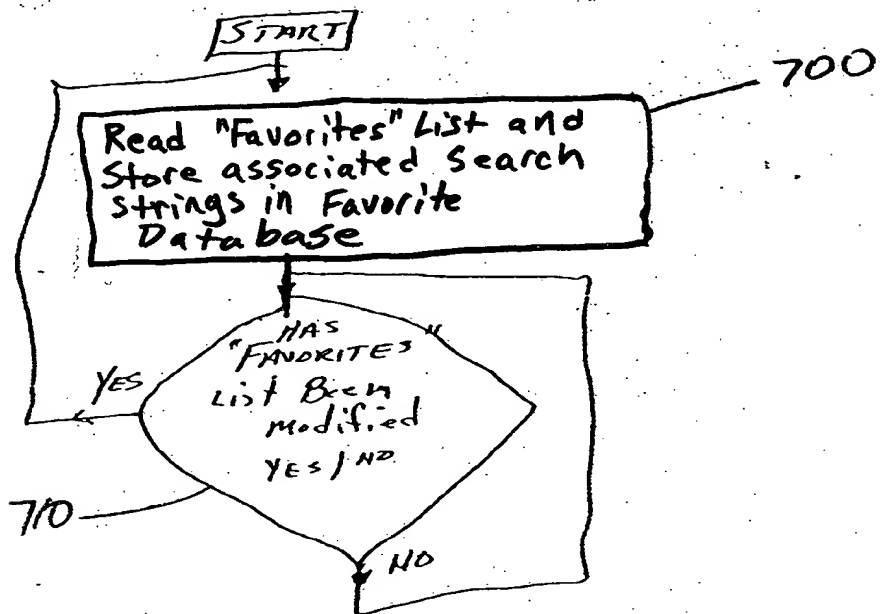 START
700
Read "Favorites" List and
Store associated Search
strings in Favorite
Database
HAS
"FAVORITES"
List Been
modified
YES / NO
YES
710
NO